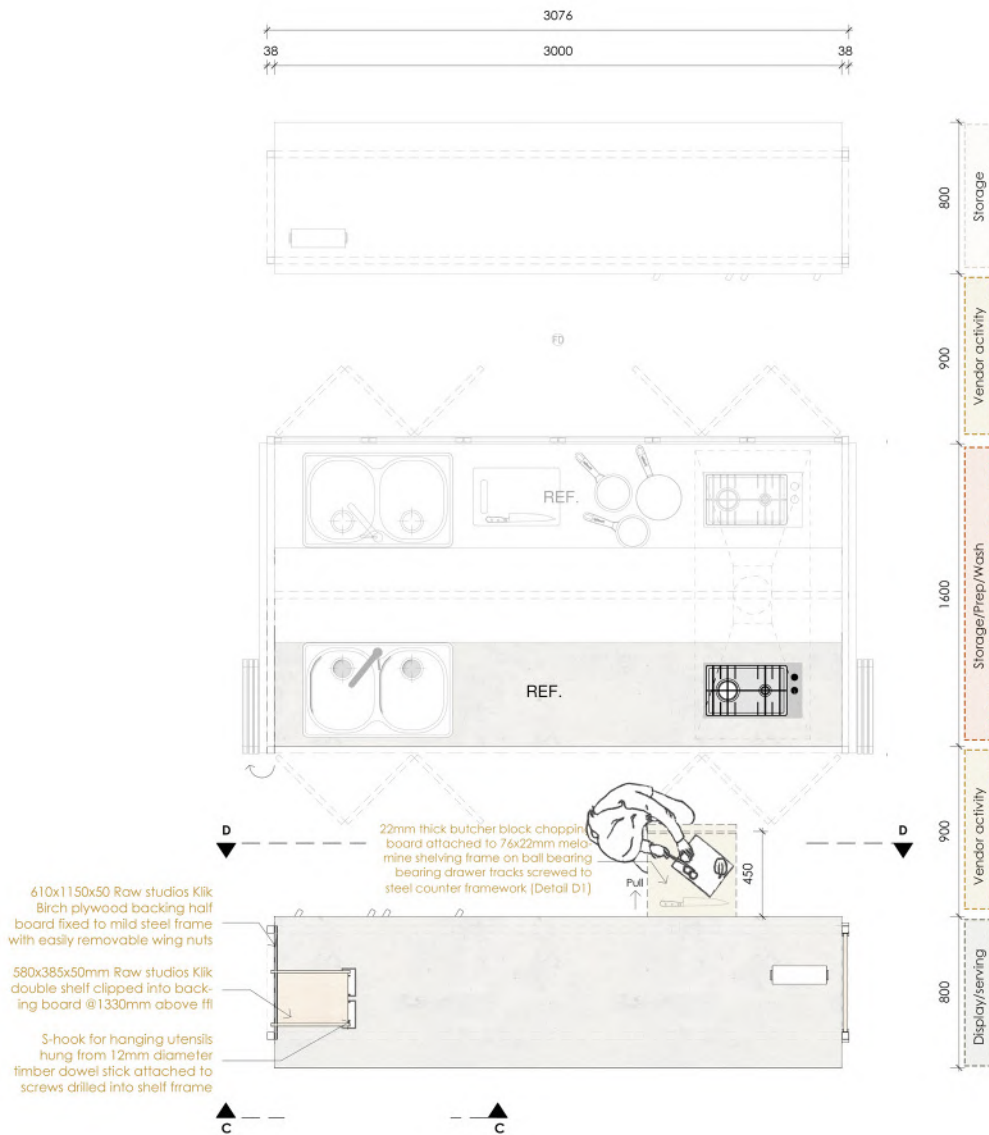 3076
38
3000
38
800
Storage
900
Vendor activity
FD
REF.
1600
Storage/Prep/Wash
REF.
900
Vendor activity
D
D
22mm thick butcher block choppin
board attached to 76x22mm mela-
mine shelving frame on ball bearing
bearing drawer tracks screwed to
steel counter framework (Detail D1)
Pull
450
610x1150x50 Raw studios Klik
Birch plywood backing half
board fixed to mild steel frame
with easily removable wing nuts
580x385x50mm Raw studios Klik
double shelf clipped into back-
ing board @1330mm above ffl
S-hook for hanging utensils
hung from 12mm diameter
timber dowel stick attached to
screws drilled into shelf frrame
800
Display/serving
C
C